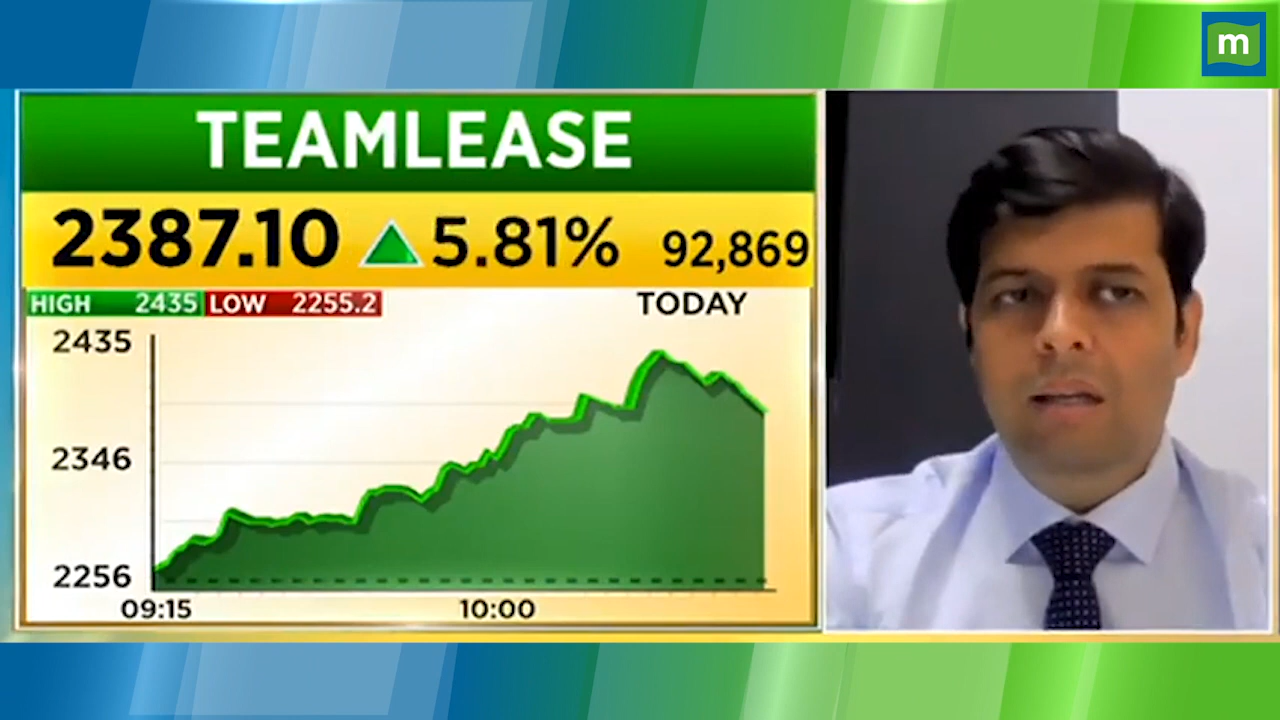 m
TEAMLEASE
2387.10 ▲ 5.81% 92,869
HIGH 2435 LOW 2255.2 TODAY
2435
2346
2256
09:15 10:00